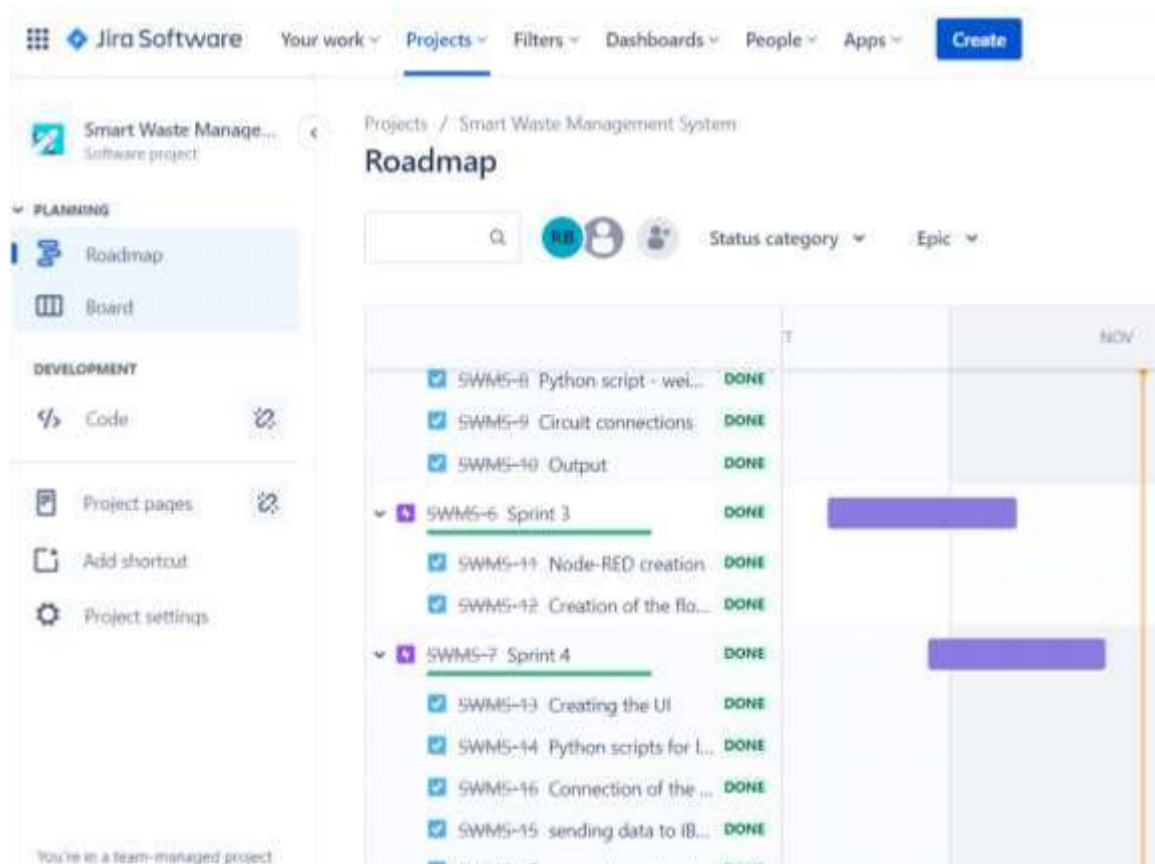 Jira Software Your work Projects Filters Dashboards People Apps Create
Smart Waste Manage...
Software project
PLANNING
Roadmap
Board
DEVELOPMENT
Code
Project pages
Add shortcut
Project settings
You're in a team-managed project
Projects / Smart Waste Management System
Roadmap
RB Status category Epic
T NOV
SWMS-8 Python script - wei... DONE
SWMS-9 Circuit connections DONE
SWMS-10 Output DONE
SWMS-6 Sprint 3 DONE
SWMS-11 Node-RED creation DONE
SWMS-12 Creation of the flo... DONE
SWMS-7 Sprint 4 DONE
SWMS-13 Creating the UI DONE
SWMS-14 Python scripts for l... DONE
SWMS-16 Connection of the ... DONE
SWMS-15 sending data to IB... DONE